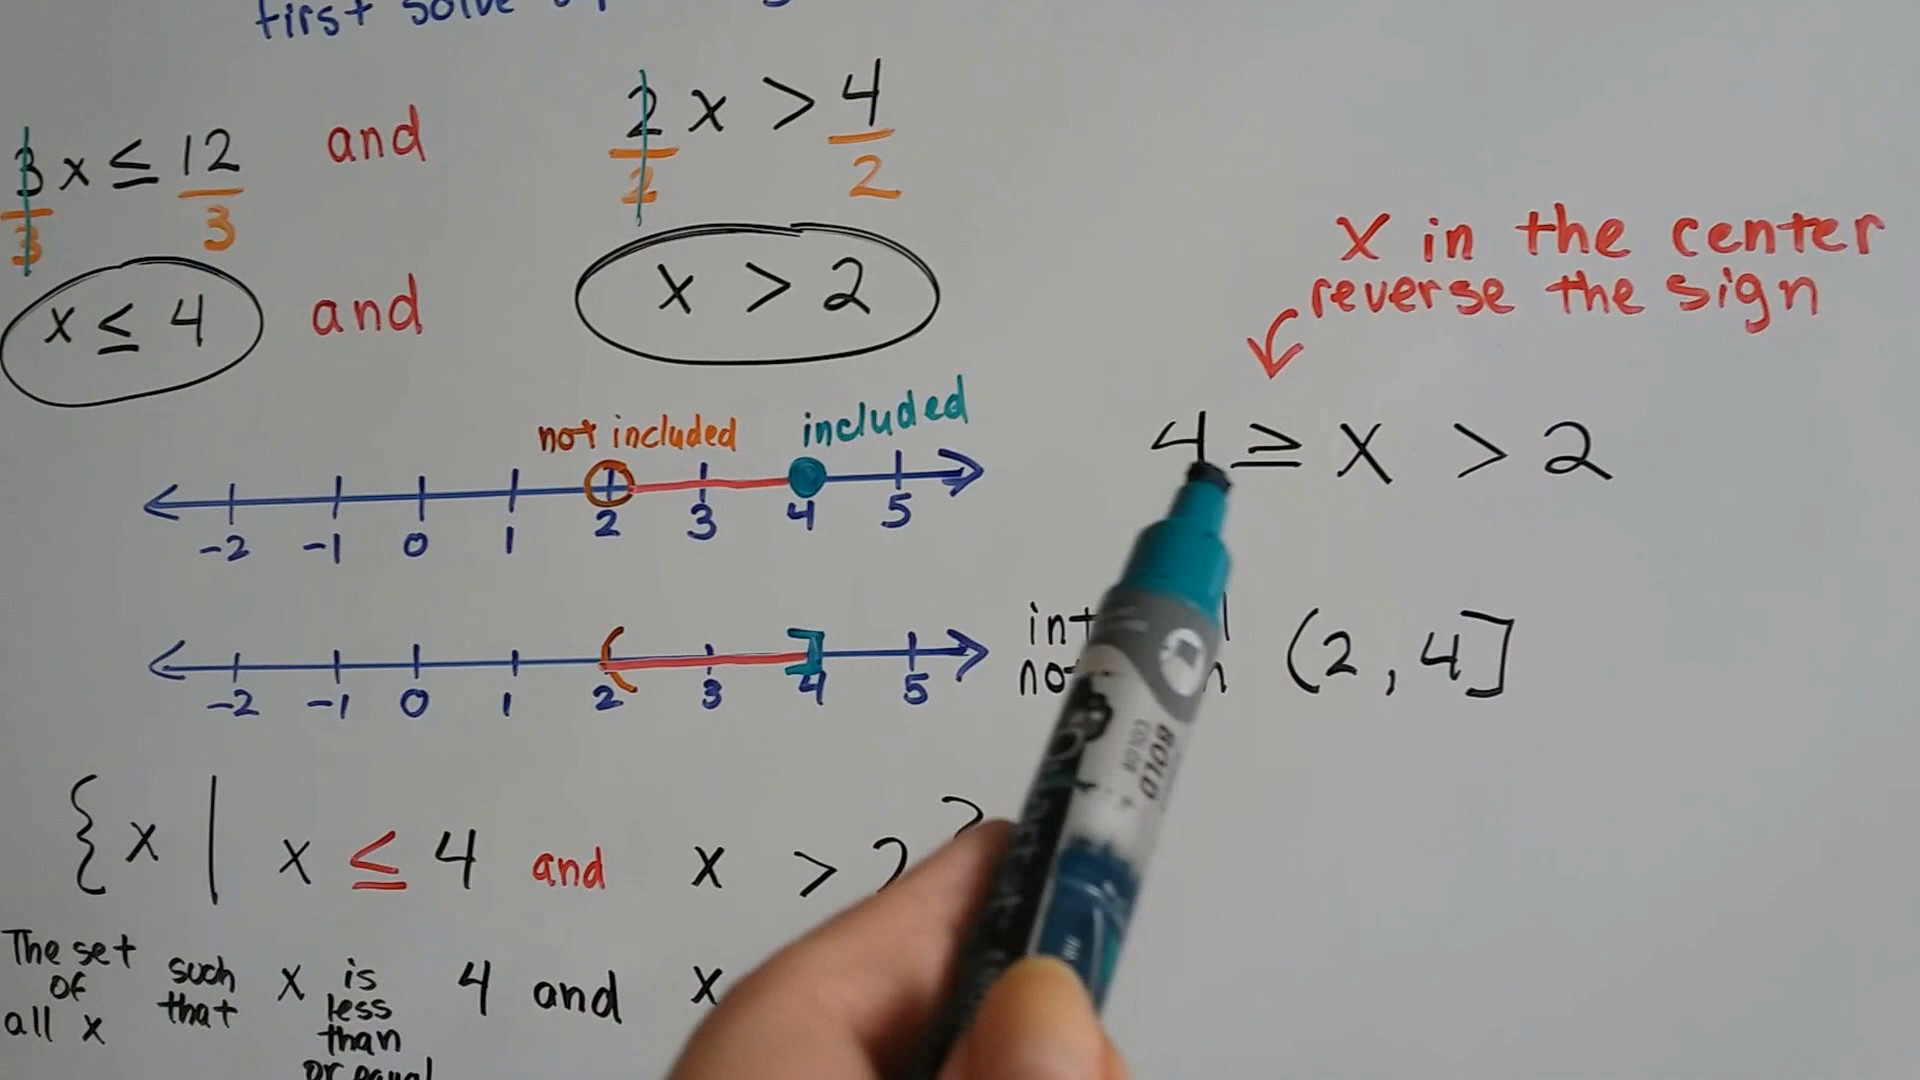 first solve
3x ≤ 12 and 2x > 4
3 3 2 2
x ≤ 4 and x > 2
x in the center
reverse the sign
not included included
4 ≥ x > 2
-2 -1 0 1 2 3 4 5
(2, 4]
-2 -1 0 1 2 3 4 5
{x | x ≤ 4 and x > 2
The set of all x such that x is less than or equal 4 and x
BOLD
COLOR